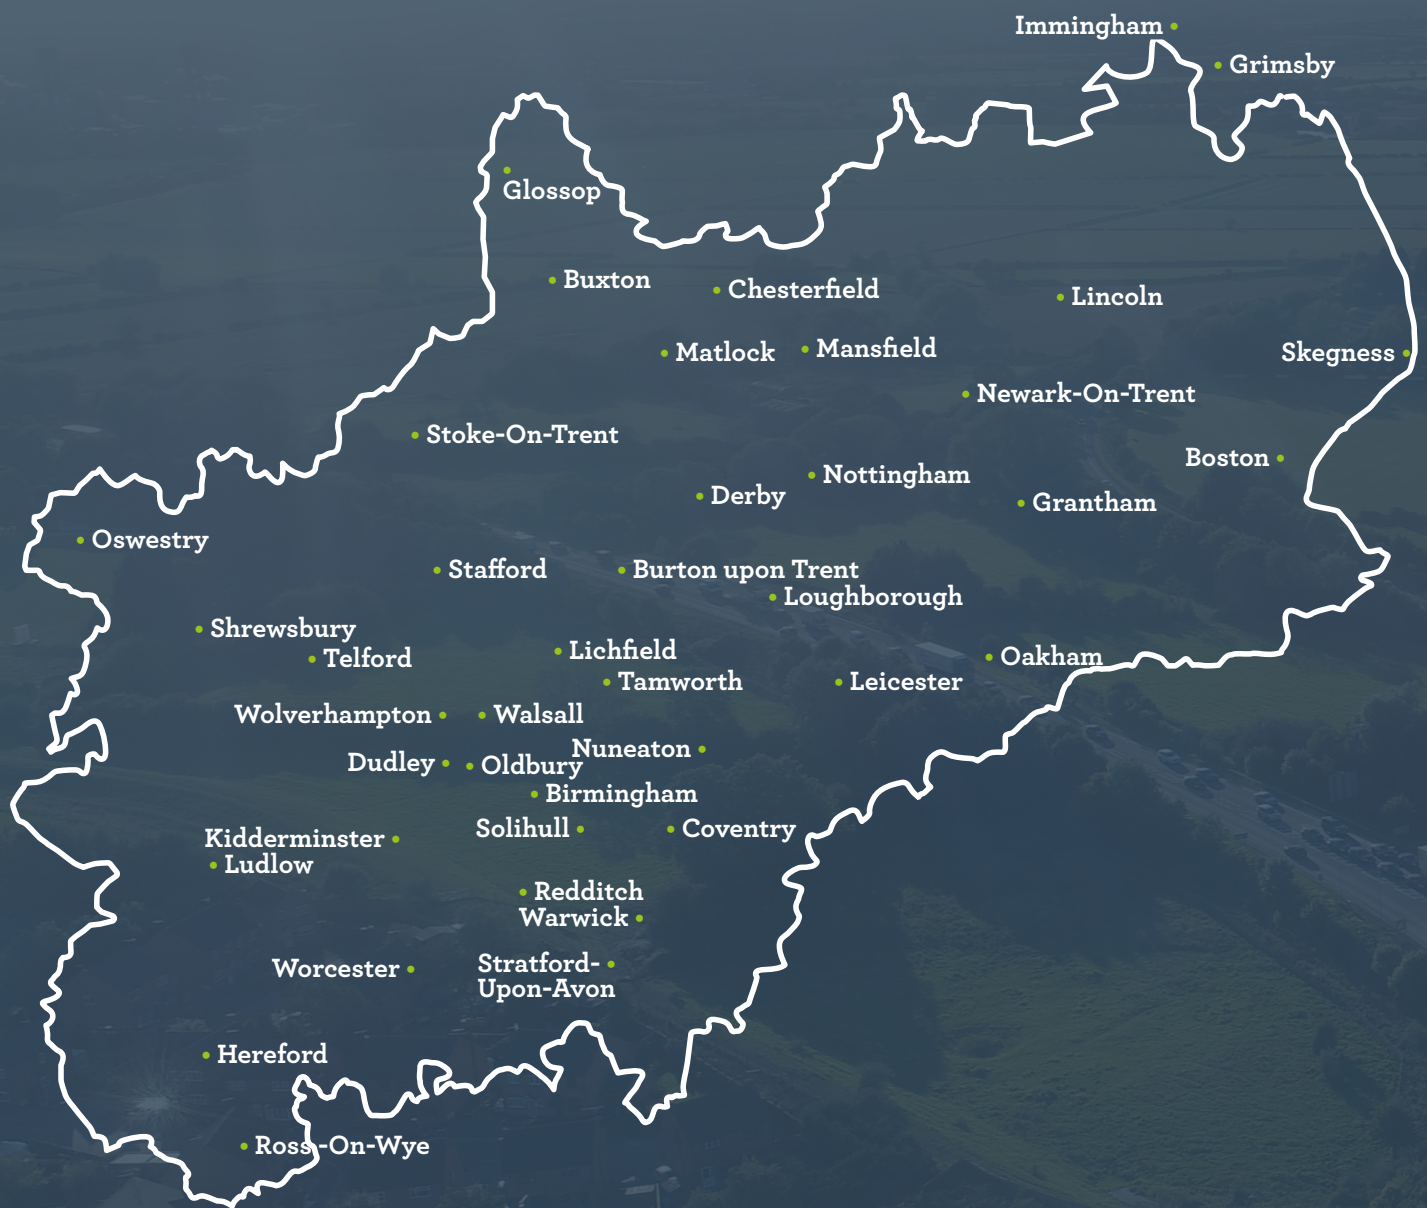 Immingham
Grimsby
Glossop
Buxton
Chesterfield
Lincoln
Matlock
Mansfield
Skegness
Newark-On-Trent
Stoke-On-Trent
Boston
Nottingham
Derby
Grantham
Oswestry
Stafford
Burton upon Trent
Loughborough
Shrewsbury
Telford
Lichfield
Oakham
Tamworth
Leicester
Wolverhampton
Walsall
Nuneaton
Dudley
Oldbury
Birmingham
Solihull
Coventry
Kidderminster
Ludlow
Redditch
Warwick
Worcester
Stratford-
Upon-Avon
Hereford
Ross-On-Wye